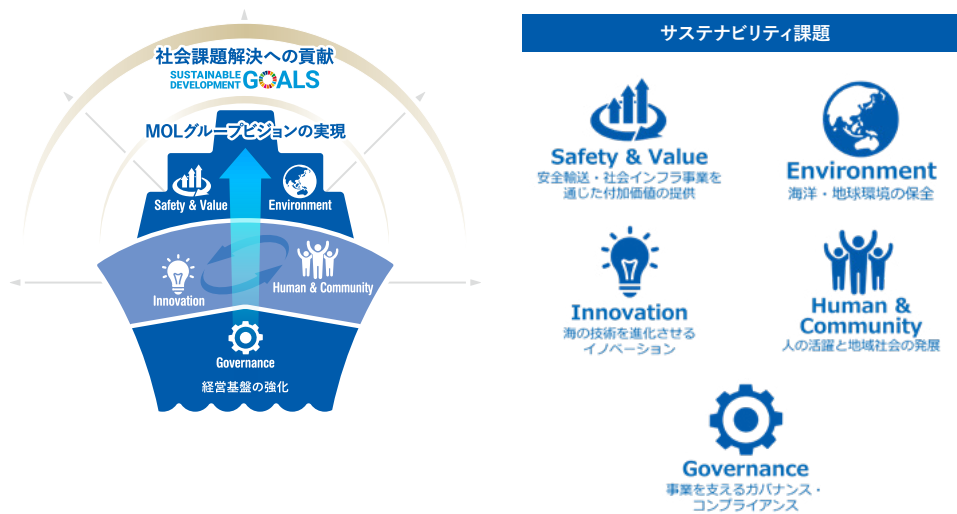 社会課題解決への貢献
SUSTAINABLE
DEVELOPMENT GOALS
MOLグループビジョンの実現
Safety & Value
Environment
Innovation
Human & Community
Governance
経営基盤の強化
サステナビリティ課題
Safety & Value
安全輸送・社会インフラ事業を
通じた付加価値の提供
Environment
海洋・地球環境の保全
Innovation
海の技術を進化させる
イノベーション
Human &
Community
人の活躍と地域社会の発展
Governance
事業を支えるガバナンス・
コンプライアンス